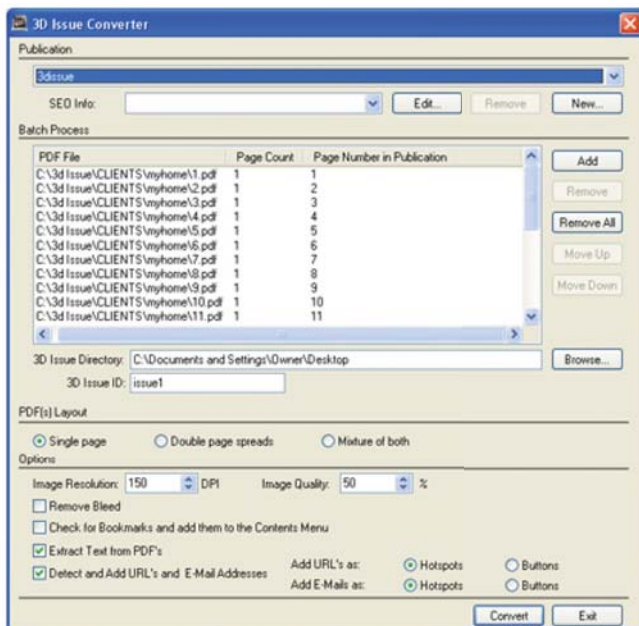 3D Issue Converter
Publication
3dissue
SEO Info: Edit... Remove New...
Batch Process
PDF File Page Count Page Number in Publication Add
C:\3d Issue\CLIENTS\myhome\1.pdf 1 1
C:\3d Issue\CLIENTS\myhome\2.pdf 1 2
C:\3d Issue\CLIENTS\myhome\3.pdf 1 3 Remove
C:\3d Issue\CLIENTS\myhome\4.pdf 1 4
C:\3d Issue\CLIENTS\myhome\5.pdf 1 5 Remove All
C:\3d Issue\CLIENTS\myhome\6.pdf 1 6
C:\3d Issue\CLIENTS\myhome\7.pdf 1 7 Move Up
C:\3d Issue\CLIENTS\myhome\8.pdf 1 8
C:\3d Issue\CLIENTS\myhome\9.pdf 1 9 Move Down
C:\3d Issue\CLIENTS\myhome\10.pdf 1 10
C:\3d Issue\CLIENTS\myhome\11.pdf 1 11
3D Issue Directory: C:\Documents and Settings\Owner\Desktop Browse...
3D Issue ID: issue1
PDF(s) Layout
Single page Double page spreads Mixture of both
Options
Image Resolution: 150 DPI Image Quality: 50 %
Remove Bleed
Check for Bookmarks and add them to the Contents Menu
Extract Text from PDF's
Add URL's as: Hotspots Buttons
Detect and Add URL's and E-Mail Addresses
Add E-Mails as: Hotspots Buttons
Convert Exit